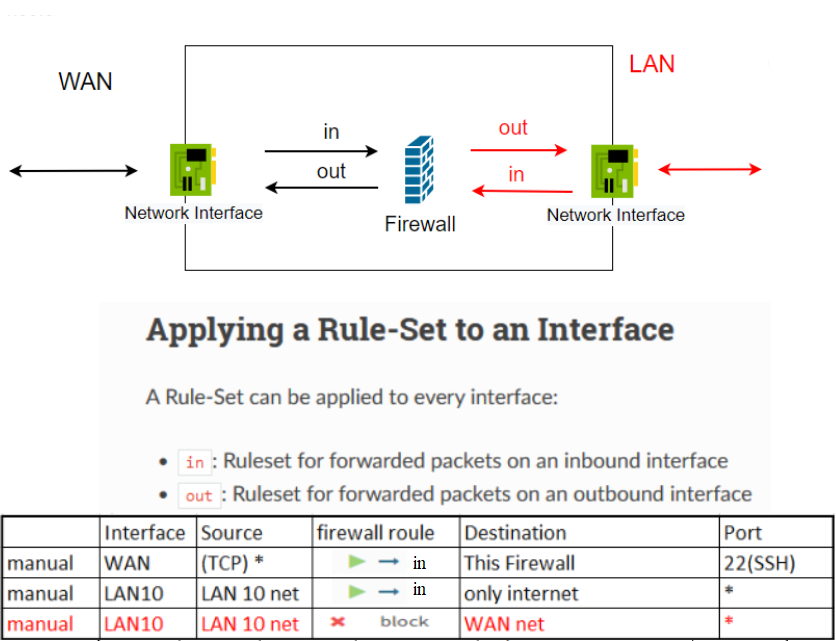 WAN
LAN
in
out
out
in
Network Interface
Firewall
Network Interface
Applying a Rule-Set to an Interface
A Rule-Set can be applied to every interface:
• in : Ruleset for forwarded packets on an inbound interface
• out : Ruleset for forwarded packets on an outbound interface
Interface Source firewall roule Destination Port
manual WAN (TCP) * in This Firewall 22(SSH)
manual LAN10 LAN 10 net in only internet *
manual LAN10 LAN 10 net block WAN net *